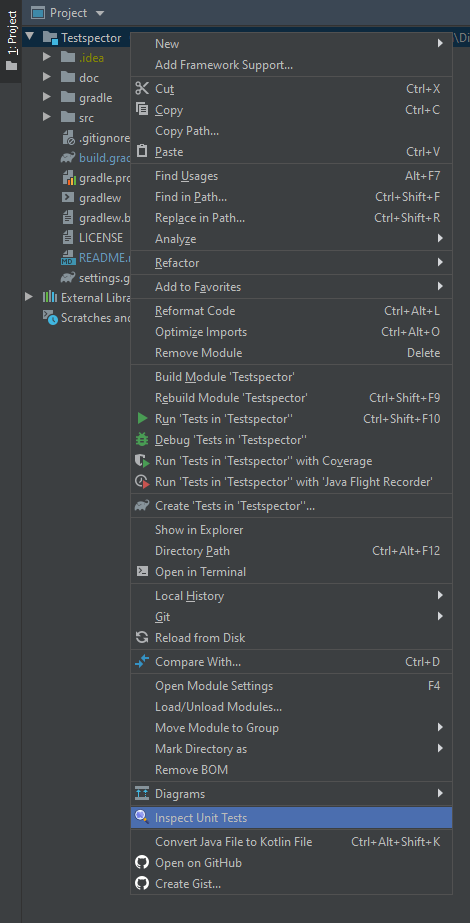 1: Project
Project
Testspector
\Di
.idea
doc
gradle
src
.gitignore
build.grad
gradle.pro
gradlew
gradlew.b
LICENSE
README.
settings.g
External Libra
Scratches and
New
Add Framework Support...
Cut Ctrl+X
Copy Ctrl+C
Copy Path...
Paste Ctrl+V
Find Usages Alt+F7
Find in Path... Ctrl+Shift+F
Replace in Path... Ctrl+Shift+R
Analyze
Refactor
Add to Favorites
Reformat Code Ctrl+Alt+L
Optimize Imports Ctrl+Alt+O
Remove Module Delete
Build Module 'Testspector'
Rebuild Module 'Testspector' Ctrl+Shift+F9
Run 'Tests in 'Testspector'' Ctrl+Shift+F10
Debug 'Tests in 'Testspector''
Run 'Tests in 'Testspector'' with Coverage
Run 'Tests in 'Testspector'' with 'Java Flight Recorder'
Create 'Tests in 'Testspector''...
Show in Explorer
Directory Path Ctrl+Alt+F12
Open in Terminal
Local History
Git
Reload from Disk
Compare With... Ctrl+D
Open Module Settings F4
Load/Unload Modules...
Move Module to Group
Mark Directory as
Remove BOM
Diagrams
Inspect Unit Tests
Convert Java File to Kotlin File Ctrl+Alt+Shift+K
Open on GitHub
Create Gist...